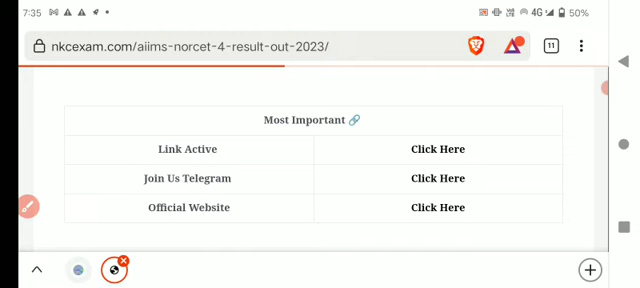 7:35
4G 50%
nkcexam.com/aiims-norcet-4-result-out-2023/
11
Most Important
Link Active Click Here
Join Us Telegram Click Here
Official Website Click Here